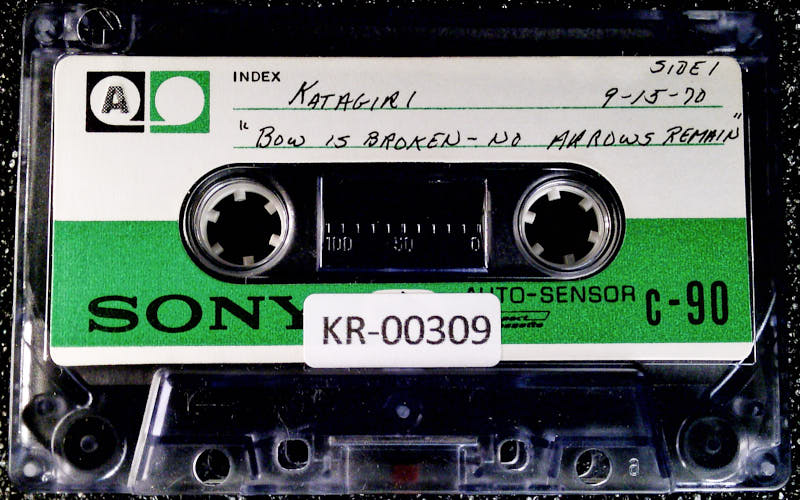 SIDE 1
A
INDEX
KATAGIRI 9-15-70
"BOW IS BROKEN - NO ARROWS REMAIN"
100 50 0
AUTO-SENSOR
SONY C-90
KR-00309
a